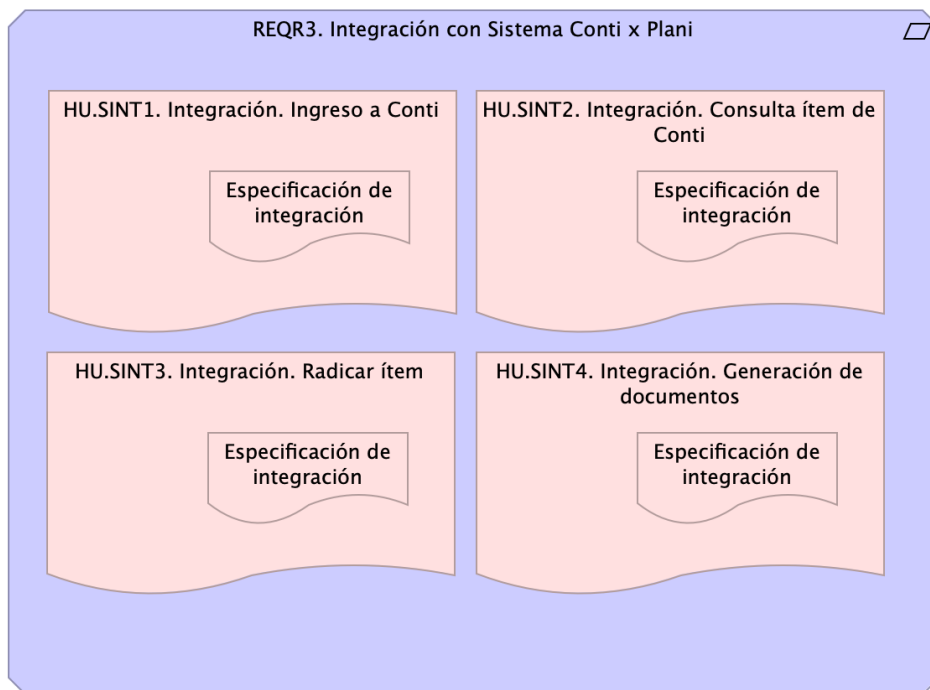 REQR3. Integración con Sistema Conti x Plani
HU.SINT1. Integración. Ingreso a Conti
Especificación de
integración
HU.SINT2. Integración. Consulta ítem de
Conti
Especificación de
integración
HU.SINT3. Integración. Radicar ítem
Especificación de
integración
HU.SINT4. Integración. Generación de
documentos
Especificación de
integración